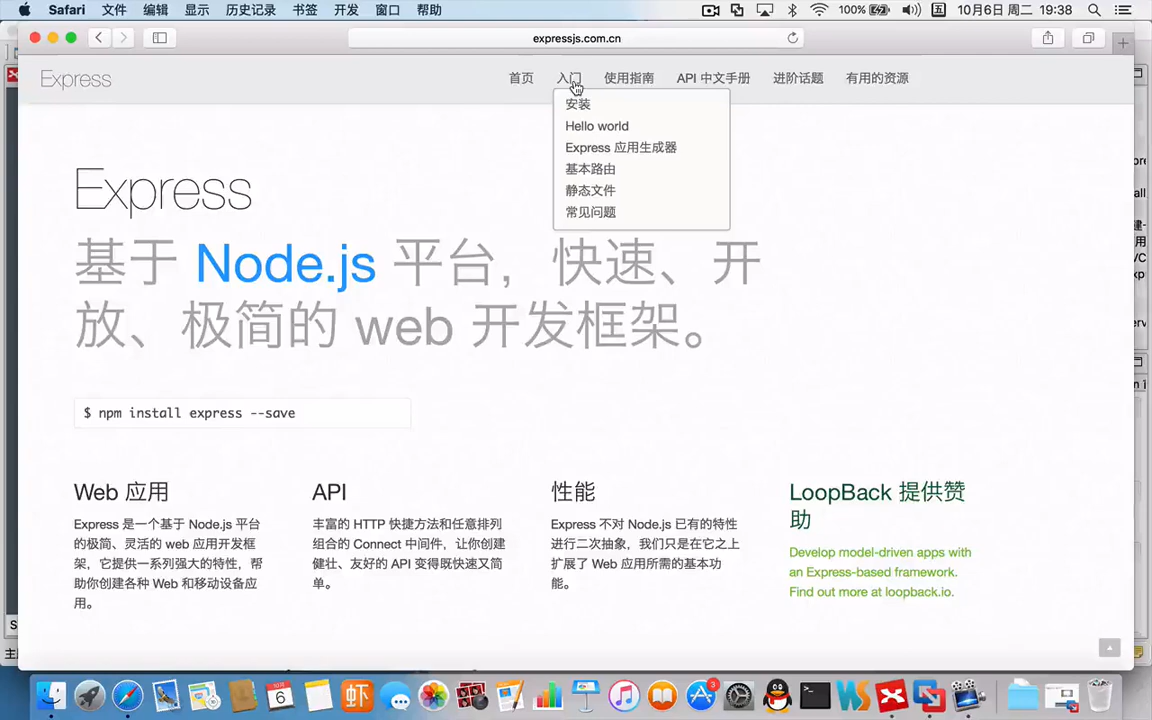 Safari 文件 编辑 显示 历史记录 书签 开发 窗口 帮助 100% 五 10月6日 周二 19:38
expressjs.com.cn
Express 首页 入门 使用指南 API 中文手册 进阶话题 有用的资源
安装
Hello world
Express 应用生成器
基本路由
静态文件
常见问题
Express
基于 Node.js 平台，快速、开
放、极简的 web 开发框架。
$ npm install express --save
Web 应用
Express 是一个基于 Node.js 平台
的极简、灵活的 web 应用开发框
架，它提供一系列强大的特性，帮
助你创建各种 Web 和移动设备应
用。
API
丰富的 HTTP 快捷方法和任意排列
组合的 Connect 中间件，让你创建
健壮、友好的 API 变得既快速又简
单。
性能
Express 不对 Node.js 已有的特性
进行二次抽象，我们只是在它之上
扩展了 Web 应用所需的基本功
能。
LoopBack 提供赞
助
Develop model-driven apps with
an Express-based framework.
Find out more at loopback.io.
虾
3
6
WS